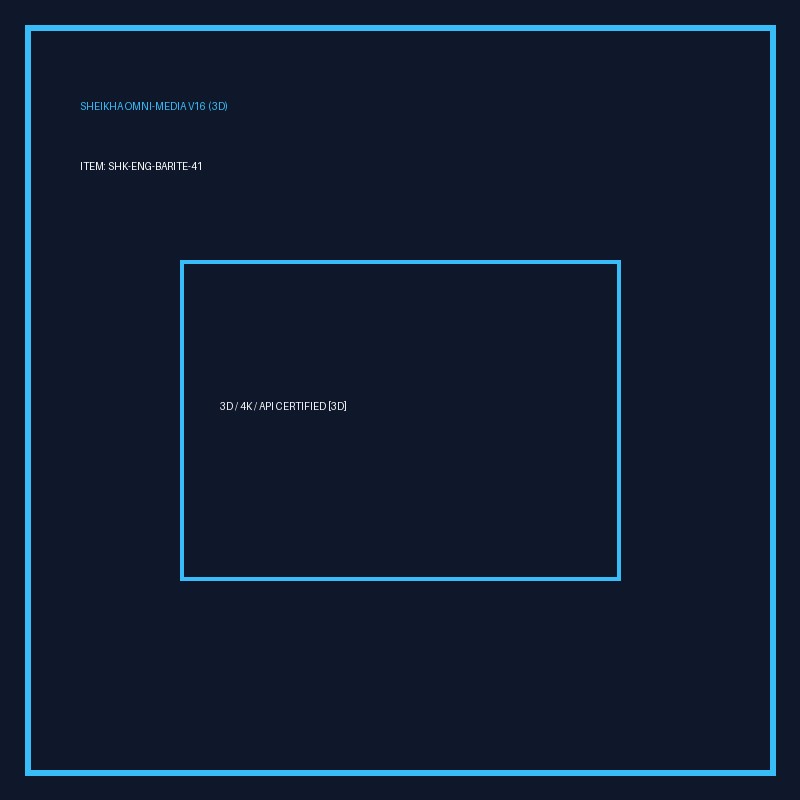 SHEIKHA OMNI-MEDIA V16 (3D)
ITEM: SHK-ENG-BARITE-41
3D / 4K / API CERTIFIED [3D]